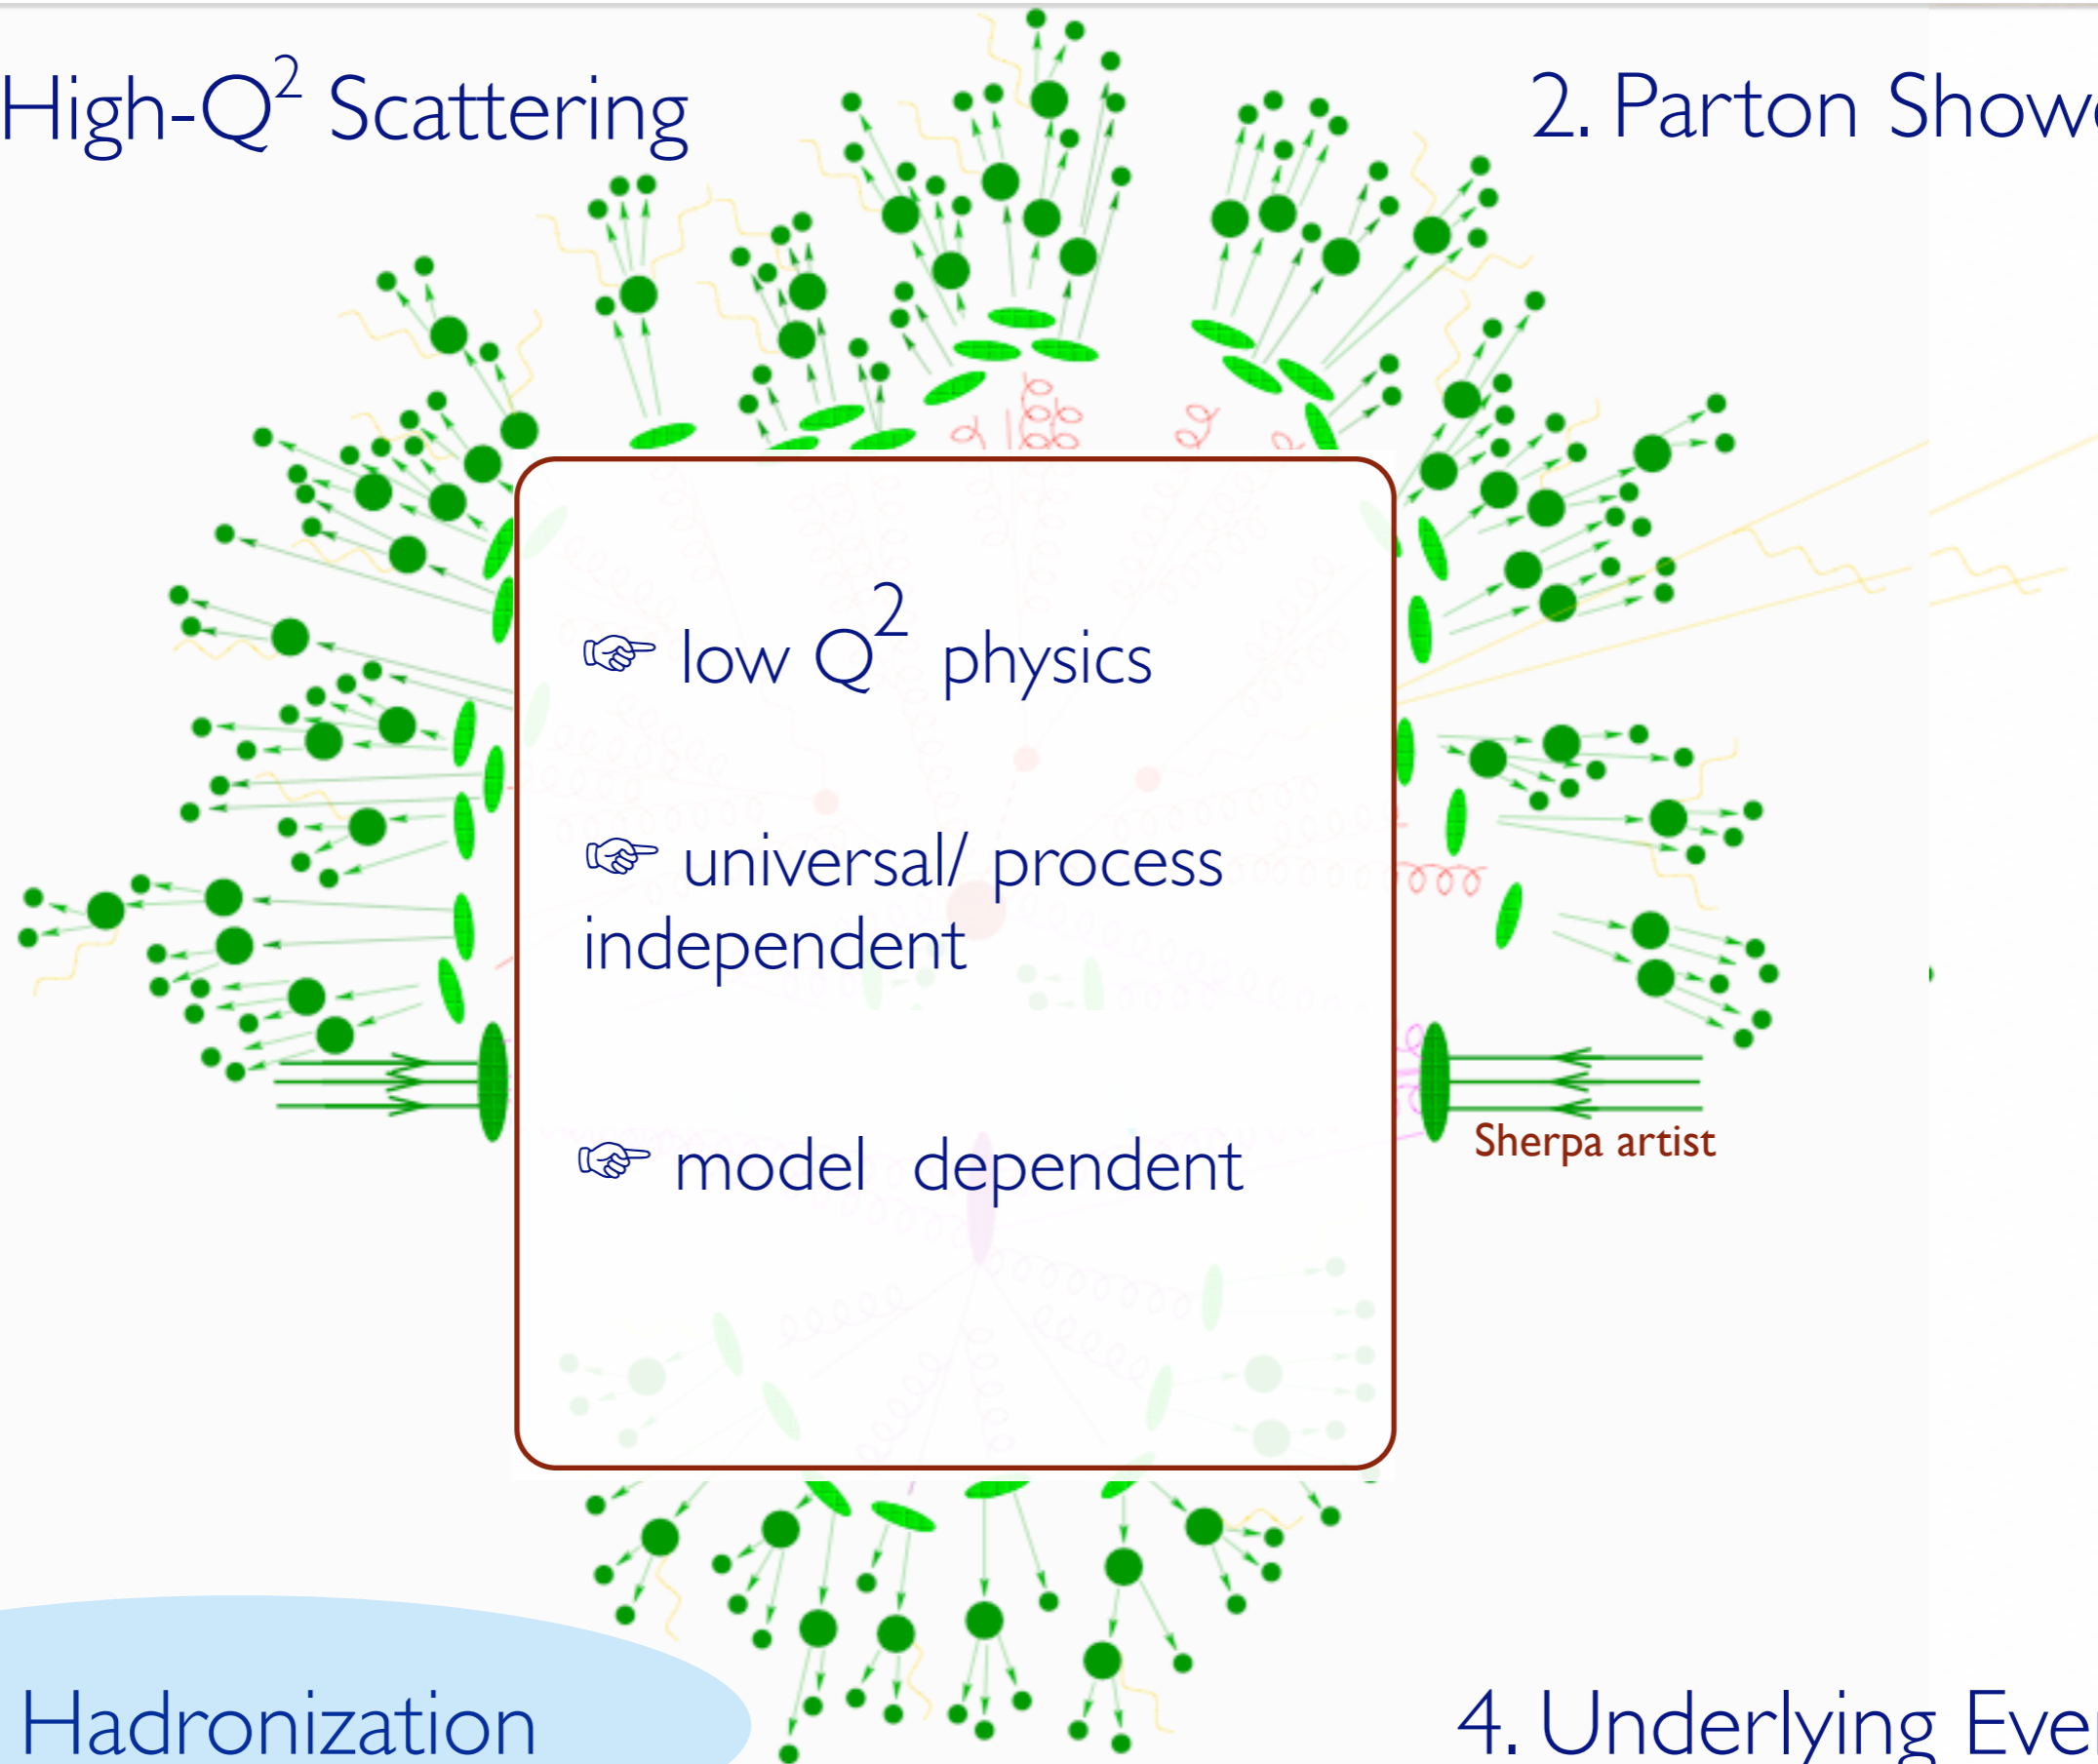 High-Q² Scattering
2. Parton Show
☞ low Q² physics
☞ universal/ process
independent
☞ model dependent
Sherpa artist
Hadronization
4. Underlying Eve